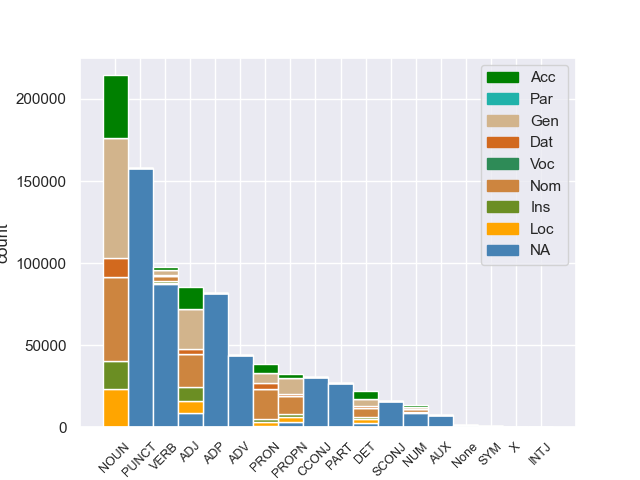 200000
150000
100000
50000
0
count
Acc
Par
Gen
Dat
Voc
Nom
Ins
Loc
NA
NOUN
PUNCT
VERB
ADJ
ADP
ADV
PRON
PROPN
CCONJ
PART
DET
SCONJ
NUM
AUX
None
SYM
X
INTJ